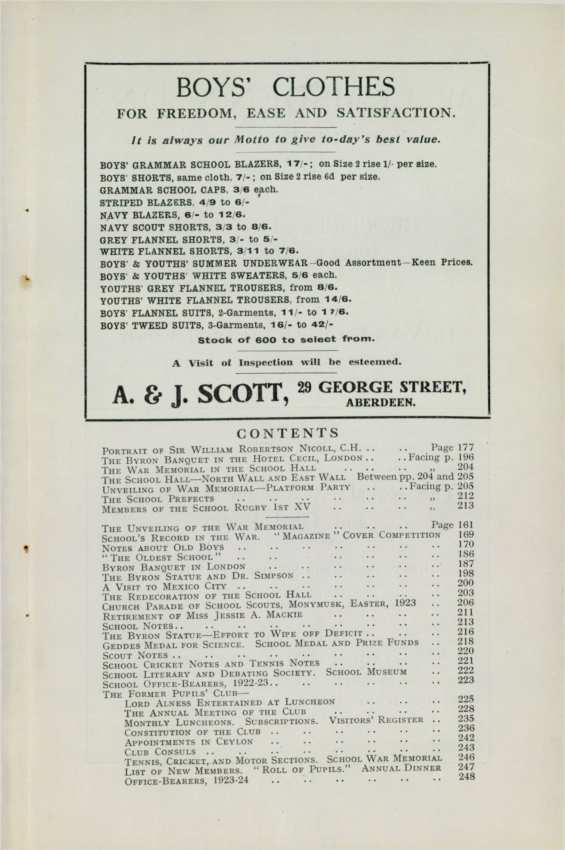 BOYS' CLOTHES
FOR FREEDOM, EASE AND SATISFACTION.
It is always our Motto to give to-day's best value.
BOYS' GRAMMAR SCHOOL BLAZERS, 17/-; on Size 2 rise 1/- per size.
BOYS' SHORTS, same cloth, 7/-; on Size 2 rise 6d per size.
GRAMMAR SCHOOL CAPS, 3/6 each.
STRIPED BLAZERS, 4/9 to 6/-
NAVY BLAZERS, 6/- to 12/6.
NAVY SCOUT SHORTS, 3/3 to 8/6.
GREY FLANNEL SHORTS, 3/- to 5/-
WHITE FLANNEL SHORTS, 3/11 to 7/6.
BOYS' & YOUTHS' SUMMER UNDERWEAR—Good Assortment—Keen Prices.
BOYS' & YOUTHS' WHITE SWEATERS, 5/6 each.
YOUTHS' GREY FLANNEL TROUSERS, from 8/6.
YOUTHS' WHITE FLANNEL TROUSERS, from 14/6.
BOYS' FLANNEL SUITS, 2-Garments, 11/- to
BOYS' TWEED SUITS, 3-Garments, 16/- to 42/-
Stock of 600 to select from.
A Visit of Inspection will be esteemed.
A. & J. SCOTT, 29 GEORGE STREET, ABERDEEN.
CONTENTS
PORTRAIT OF SIR WILLIAM ROBERTSON NICOLL, C.H. .. .. Page 177
THE BYRON BANQUET IN THE HOTEL CECIL, LONDON .. .. Facing p. 196
THE WAR MEMORIAL IN THE SCHOOL HALL .. .. .. „ 204
THE SCHOOL HALL—NORTH WALL AND EAST WALL Between pp. 204 and 205
UNVEILING OF WAR MEMORIAL—PLATFORM PARTY .. .. Facing p. 205
THE SCHOOL PREFECTS .. .. .. .. .. .. „ 212
MEMBERS OF THE SCHOOL RUGBY 1ST XV .. .. .. „ 213
THE UNVEILING OF THE WAR MEMORIAL .. .. .. Page 161
SCHOOL'S RECORD IN THE WAR. "MAGAZINE" COVER COMPETITION 169
NOTES ABOUT OLD BOYS .. .. .. .. .. .. .. 170
"THE OLDEST SCHOOL" .. .. .. .. .. .. .. 186
BYRON BANQUET IN LONDON .. .. .. .. .. .. 187
THE BYRON STATUE AND DR. SIMPSON .. .. .. .. .. 198
A VISIT TO MEXICO CITY .. .. .. .. .. .. .. 200
THE REDECORATION OF THE SCHOOL HALL .. .. .. .. 203
CHURCH PARADE OF SCHOOL SCOUTS, MONYMUSK, EASTER, 1923 .. 206
RETIREMENT OF MISS JESSIE A. MACKIE .. .. .. .. 211
SCHOOL NOTES .. .. .. .. .. .. .. .. .. 213
THE BYRON STATUE—EFFORT TO WIPE OFF DEFICIT .. .. .. 216
GEDDES MEDAL FOR SCIENCE. SCHOOL MEDAL AND PRIZE FUNDS .. 218
SCOUT NOTES .. .. .. .. .. .. .. .. .. 220
SCHOOL CRICKET NOTES AND TENNIS NOTES .. .. .. .. 221
SCHOOL LITERARY AND DEBATING SOCIETY. SCHOOL MUSEUM .. 222
SCHOOL OFFICE-BEARERS, 1922-23 .. .. .. .. .. .. 223
THE FORMER PUPILS' CLUB—
LORD ALNESS ENTERTAINED AT LUNCHEON .. .. .. 225
THE ANNUAL MEETING OF THE CLUB .. .. .. .. 228
MONTHLY LUNCHEONS. SUBSCRIPTIONS. VISITORS' REGISTER .. 235
CONSTITUTION OF THE CLUB .. .. .. .. .. .. 236
APPOINTMENTS IN CEYLON .. .. .. .. .. .. 242
CLUB CONSULS .. .. .. .. .. .. .. .. 243
TENNIS, CRICKET, AND MOTOR SECTIONS. SCHOOL WAR MEMORIAL 246
LIST OF NEW MEMBERS. "ROLL OF PUPILS." ANNUAL DINNER 247
OFFICE-BEARERS, 1923-24 .. .. .. .. .. .. 248